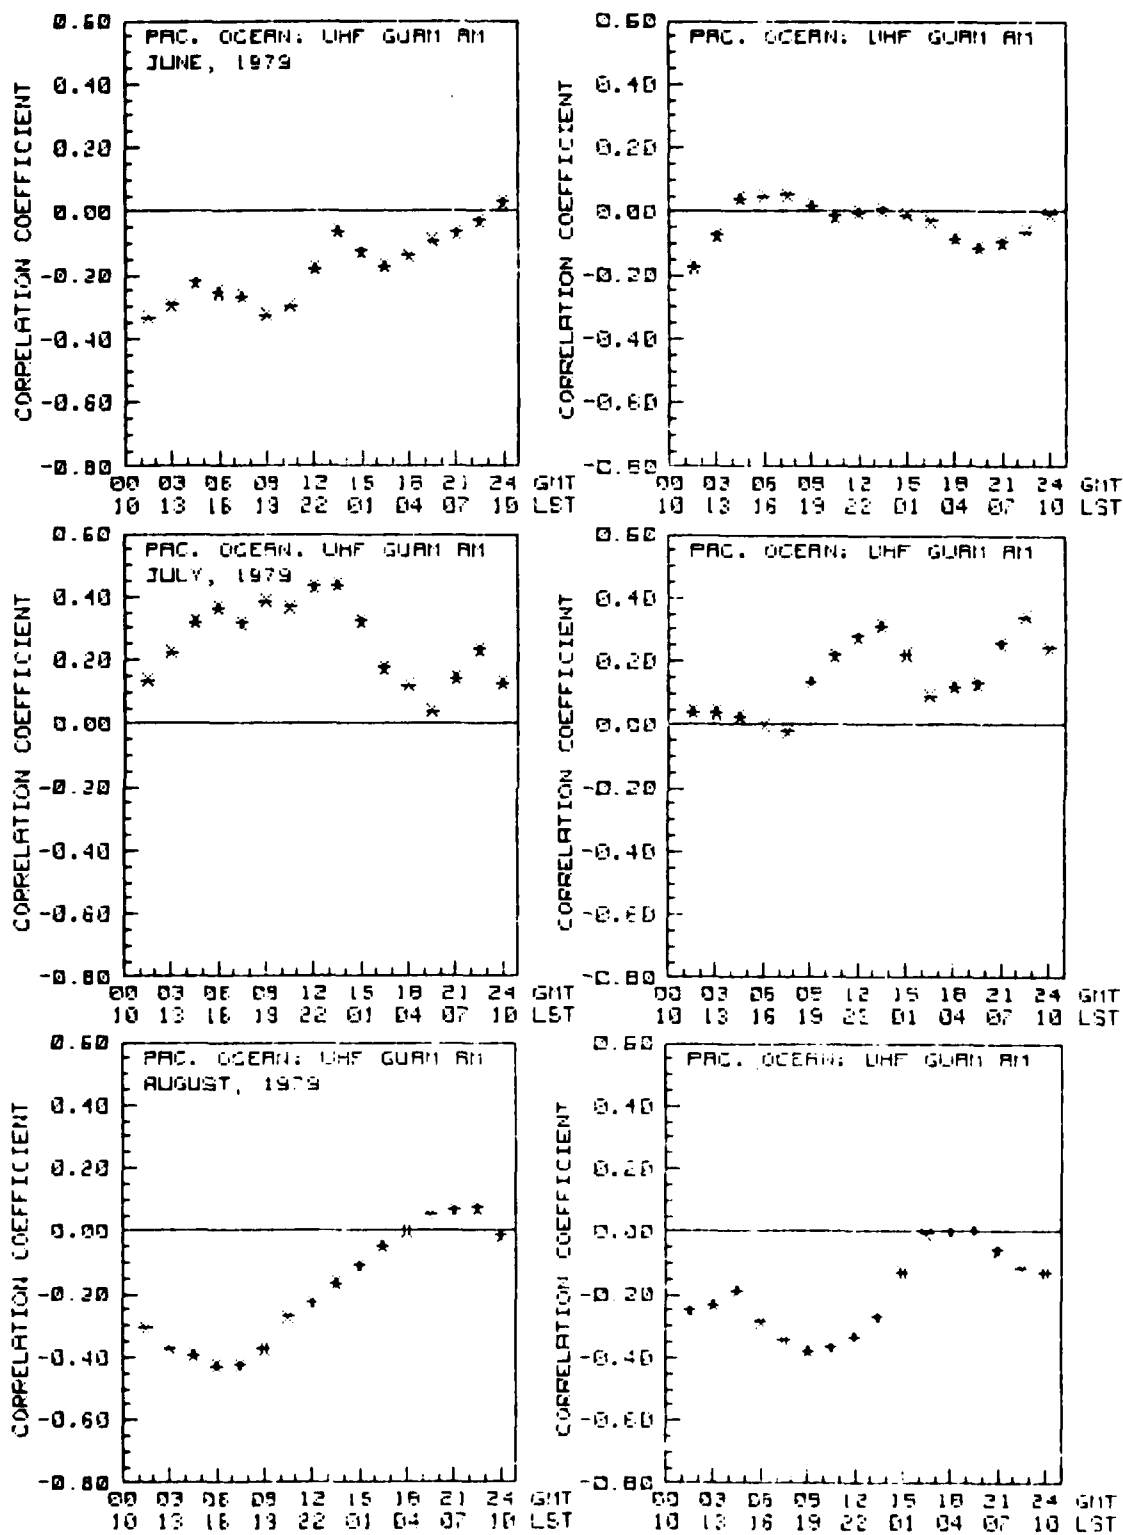 0.60
PAC. OCEAN: UHF GUAM AM
JUNE, 1979
0.40
0.20
0.00
-0.20
-0.40
-0.60
-0.80
CORRELATION COEFFICIENT
00 03 06 09 12 15 18 21 24 GMT
10 13 16 19 22 01 04 07 10 LST
0.60
PAC. OCEAN: UHF GUAM AM
0.40
0.20
0.00
-0.20
-0.40
-0.60
-0.80
CORRELATION COEFFICIENT
00 03 06 09 12 15 18 21 24 GMT
10 13 16 19 22 01 04 07 10 LST
0.60
PAC. OCEAN. UHF GUAM AM
JULY, 1979
0.40
0.20
0.00
-0.20
-0.40
-0.60
-0.80
CORRELATION COEFFICIENT
00 03 06 09 12 15 18 21 24 GMT
10 13 16 19 22 01 04 07 10 LST
0.60
PAC. OCEAN: UHF GUAM AM
0.40
0.20
0.00
-0.20
-0.40
-0.60
-0.80
CORRELATION COEFFICIENT
00 03 06 09 12 15 18 21 24 GMT
10 13 16 19 22 01 04 07 10 LST
0.60
PAC. OCEAN: UHF GUAM AM
AUGUST, 1979
0.40
0.20
0.00
-0.20
-0.40
-0.60
-0.80
CORRELATION COEFFICIENT
00 03 06 09 12 15 18 21 24 GMT
10 13 16 19 22 01 04 07 10 LST
0.60
PAC. OCEAN: UHF GUAM AM
0.40
0.20
0.00
-0.20
-0.40
-0.60
-0.80
CORRELATION COEFFICIENT
00 03 06 09 12 15 18 21 24 GMT
10 13 16 19 22 01 04 07 10 LST